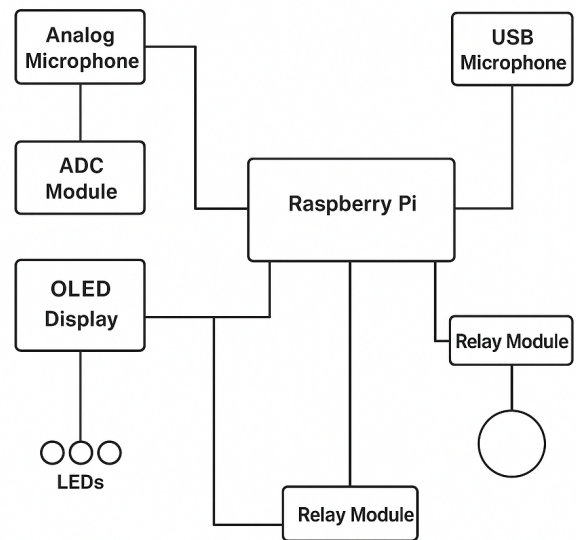 Analog
Microphone
USB
Microphone
ADC
Module
Raspberry Pi
OLED
Display
Relay Module
LEDs
Relay Module